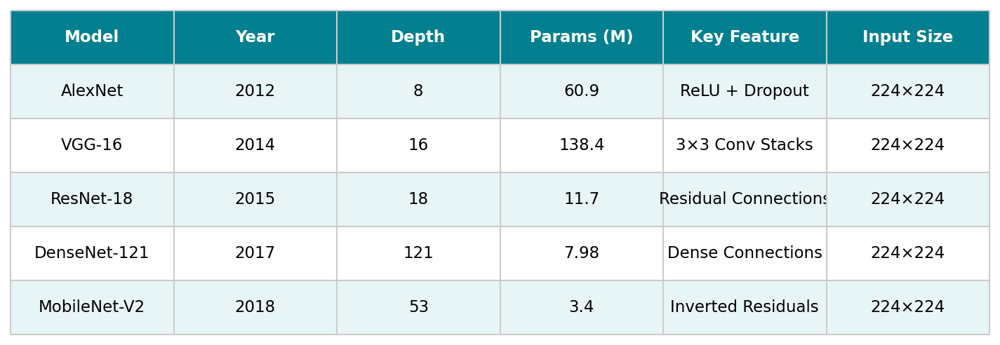 Model Year Depth Params (M) Key Feature Input Size
AlexNet 2012 8 60.9 ReLU + Dropout 224×224
VGG-16 2014 16 138.4 3×3 Conv Stacks 224×224
ResNet-18 2015 18 11.7 Residual Connections 224×224
DenseNet-121 2017 121 7.98 Dense Connections 224×224
MobileNet-V2 2018 53 3.4 Inverted Residuals 224×224